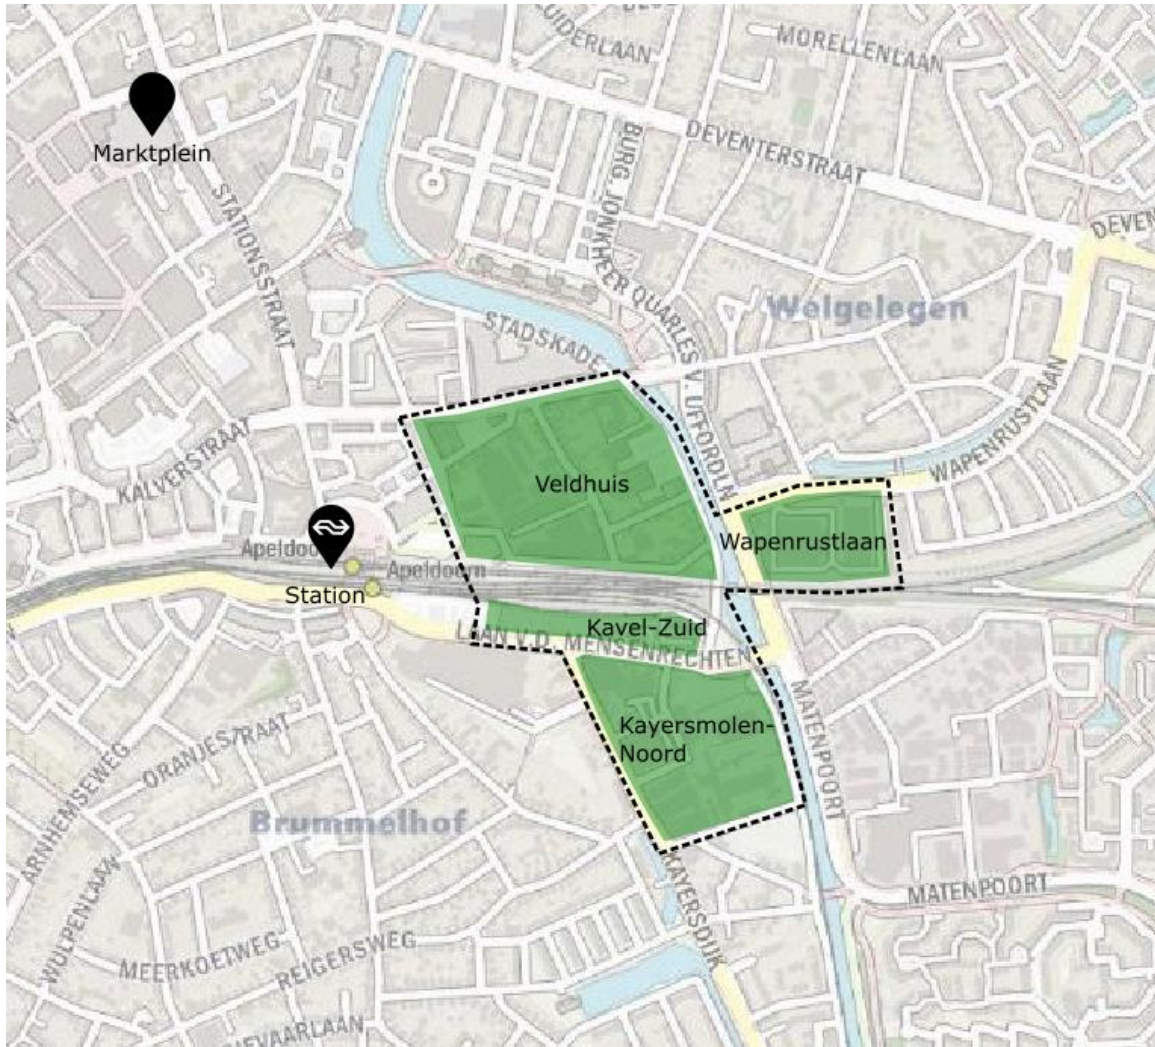 MORELLENLAAN
DEVENTERSTRAAT
Marktplein
BURG. JONKHEER QUARLES V. UFFORDLN
STATIONSSTRAAT
Welgelegen
STADSKADE
WAPENRUSTLAAN
KALVERSTRAAT
Veldhuis
Wapenrustlaan
Apeldoorn
Station
Kavel-Zuid
LAAN V.D. MENSENRECHTEN
MATENPOORT
Kayersmolen-
Noord
ORANJESTRAAT
ARNHEMSEWEG
Brummelhof
WULPENLAAN
KAYERSDIJK
MATENPOORT
MEERKOETWEG
REIGERSWEG